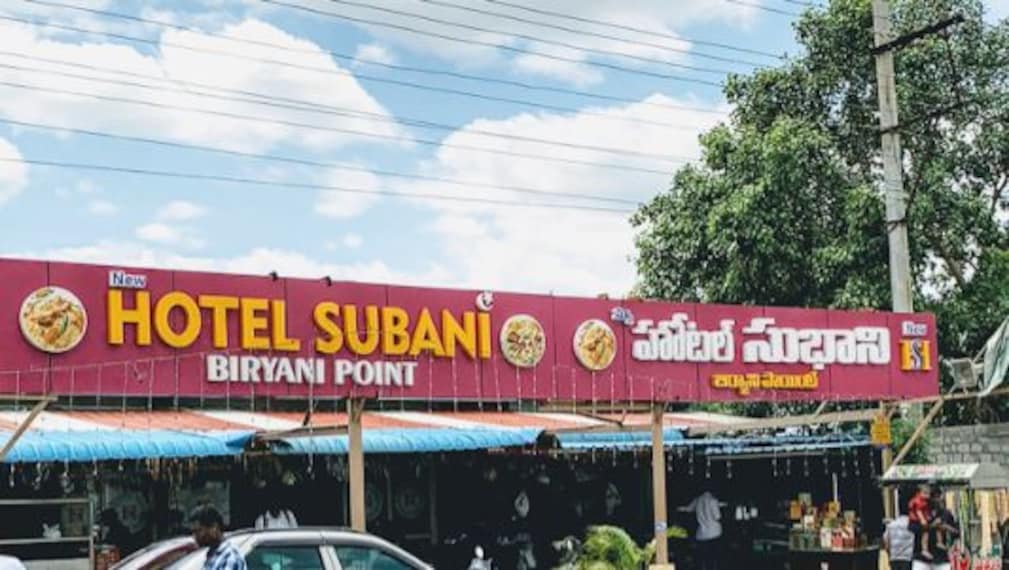 New
HOTEL SUBANI
BIRYANI POINT
న్యూ
హోటల్ సుభాని
బిర్యాని పాయింట్
New